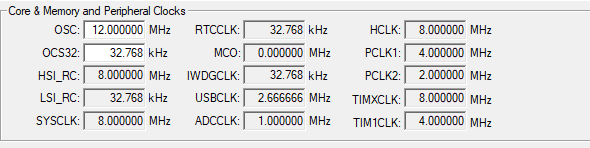 Core & Memory and Peripheral Clocks
OSC: 12.000000 MHz RTCCLK: 32.768 kHz HCLK: 8.000000 MHz
OCS32: 32.768 kHz MCO: 0.000000 MHz PCLK1: 4.000000 MHz
HSI_RC: 8.000000 MHz IWDGCLK: 32.768 kHz PCLK2: 2.000000 MHz
LSI_RC: 32.768 kHz USBCLK: 2.666666 MHz TIMXCLK: 8.000000 MHz
SYSCLK: 8.000000 MHz ADCCLK: 1.000000 MHz TIM1CLK: 4.000000 MHz